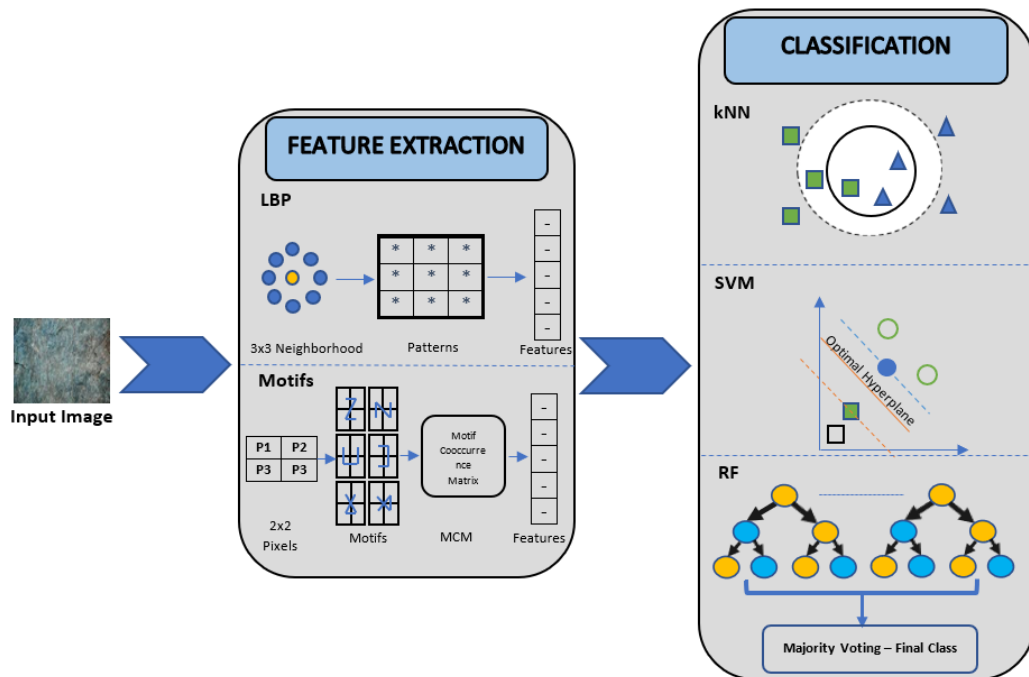 Input Image
FEATURE EXTRACTION
LBP
* * *
* * *
* * *
-
-
-
-
-
3x3 Neighborhood
Patterns
Features
Motifs
P1 P2
P3 P3
Motif
Cooccurre
nce
Matrix
-
-
-
-
-
2x2
Pixels
Motifs
MCM
Features
CLASSIFICATION
kNN
SVM
Optimal Hyperplane
RF
Majority Voting – Final Class